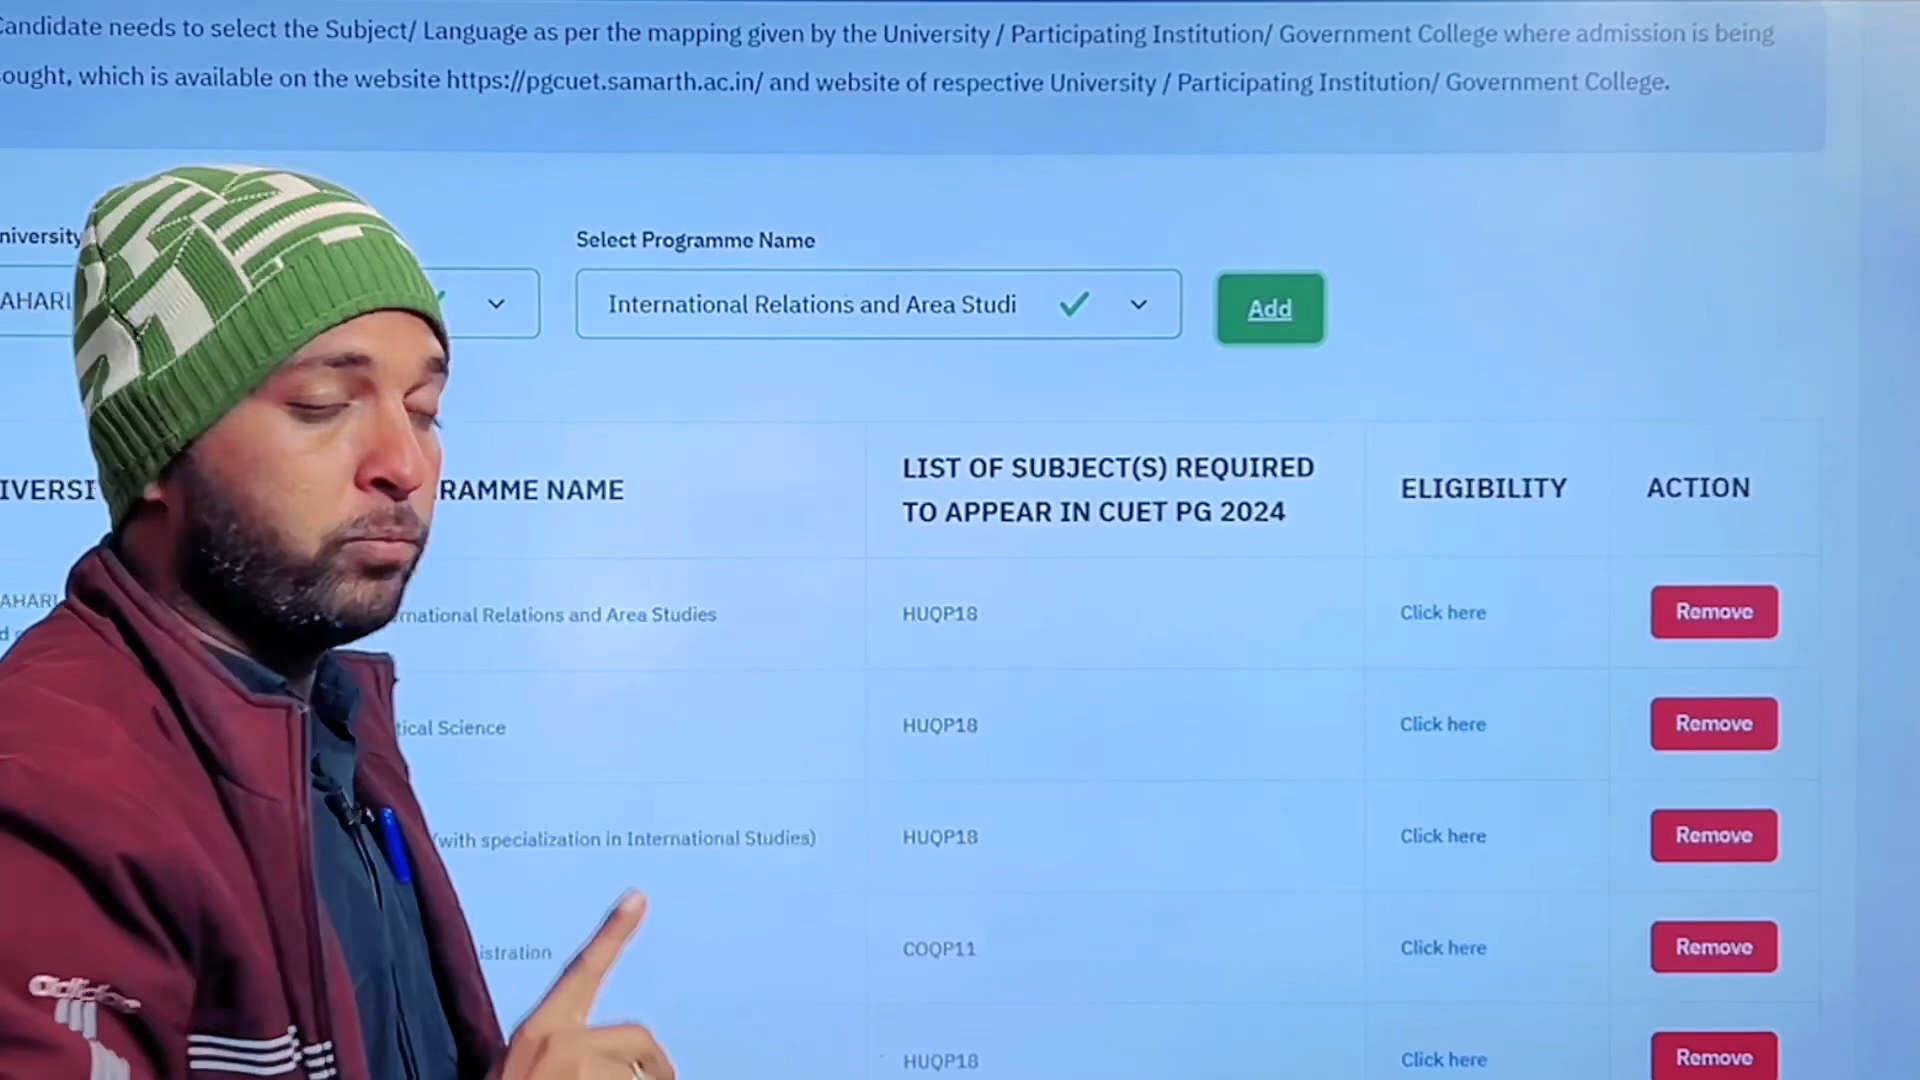 Candidate needs to select the Subject/ Language as per the mapping given by the University / Participating Institution/ Government College where admission is being
ought, which is available on the website https://pgcuet.samarth.ac.in/ and website of respective University / Participating Institution/ Government College.
niversity
Select Programme Name
AHARL
International Relations and Area Studi
Add
IVERSI
RAMME NAME
LIST OF SUBJECT(S) REQUIRED
TO APPEAR IN CUET PG 2024
ELIGIBILITY
ACTION
AHARL
rnational Relations and Area Studies
HUQP18
Click here
Remove
tical Science
HUQP18
Click here
Remove
(with specialization in International Studies)
HUQP18
Click here
Remove
istration
COQP11
Click here
Remove
HUQP18
Click here
Remove
adidas